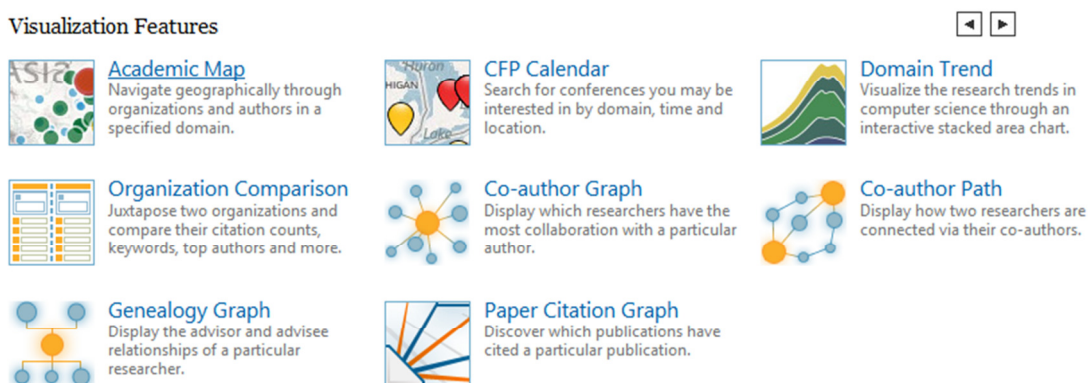 Visualization Features
ASIA
Academic Map
Navigate geographically through
organizations and authors in a
specified domain.
Huron
HIGAN
Lake
CFP Calendar
Search for conferences you may be
interested in by domain, time and
location.
Domain Trend
Visualize the research trends in
computer science through an
interactive stacked area chart.
Organization Comparison
Juxtapose two organizations and
compare their citation counts,
keywords, top authors and more.
Co-author Graph
Display which researchers have the
most collaboration with a particular
author.
Co-author Path
Display how two researchers are
connected via their co-authors.
Genealogy Graph
Display the advisor and advisee
relationships of a particular
researcher.
Paper Citation Graph
Discover which publications have
cited a particular publication.